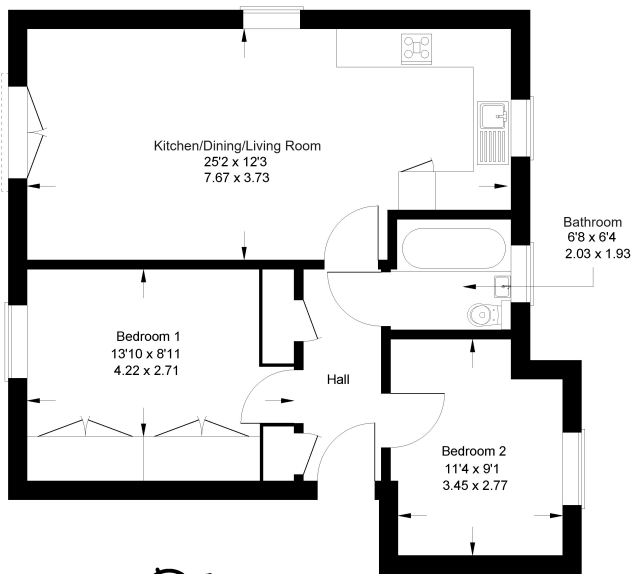 Kitchen/Dining/Living Room
25'2 x 12'3
7.67 x 3.73
Bathroom
6'8 x 6'4
2.03 x 1.93
Bedroom 1
13'10 x 8'11
4.22 x 2.71
Hall
Bedroom 2
11'4 x 9'1
3.45 x 2.77